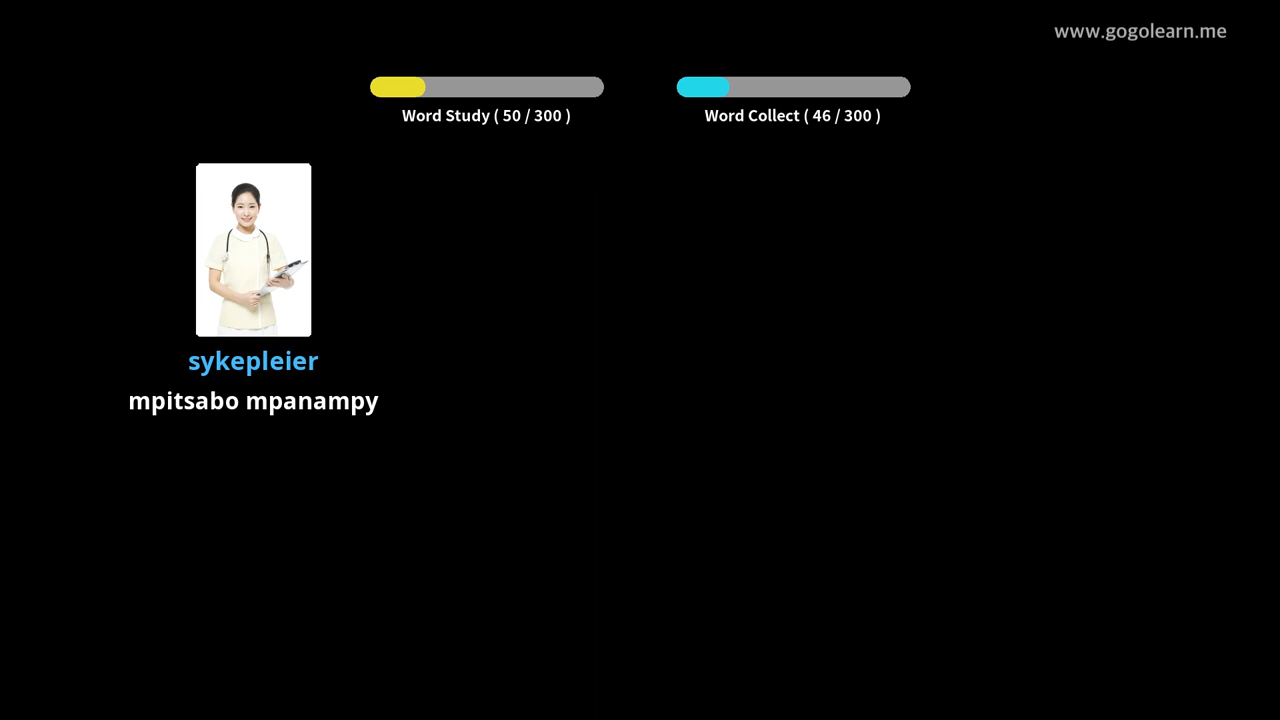 www.gogolearn.me
Word Study ( 50 / 300 )
Word Collect ( 46 / 300 )
sykepleier
mpitsabo mpanampy